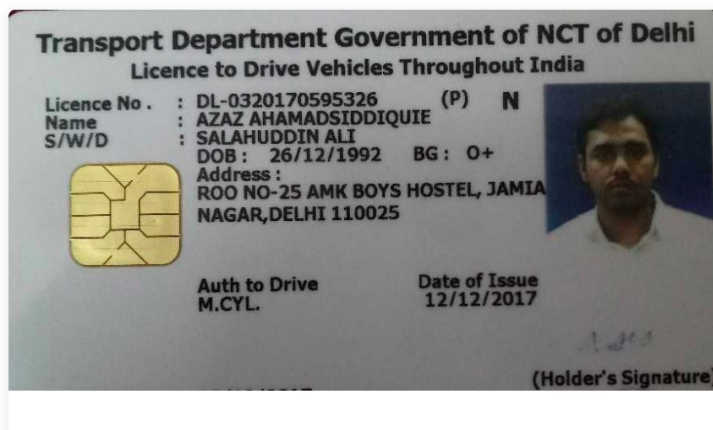 Transport Department Government of NCT of Delhi
Licence to Drive Vehicles Throughout India
Licence No. : DL-0320170595326 (P) N
Name : AZAZ AHAMADSIDDIQUIE
S/W/D : SALAHUDDIN ALI
DOB : 26/12/1992 BG : O+
Address :
ROO NO-25 AMK BOYS HOSTEL, JAMIA
NAGAR,DELHI 110025
Auth to Drive Date of Issue
M.CYL. 12/12/2017
(Holder's Signature)